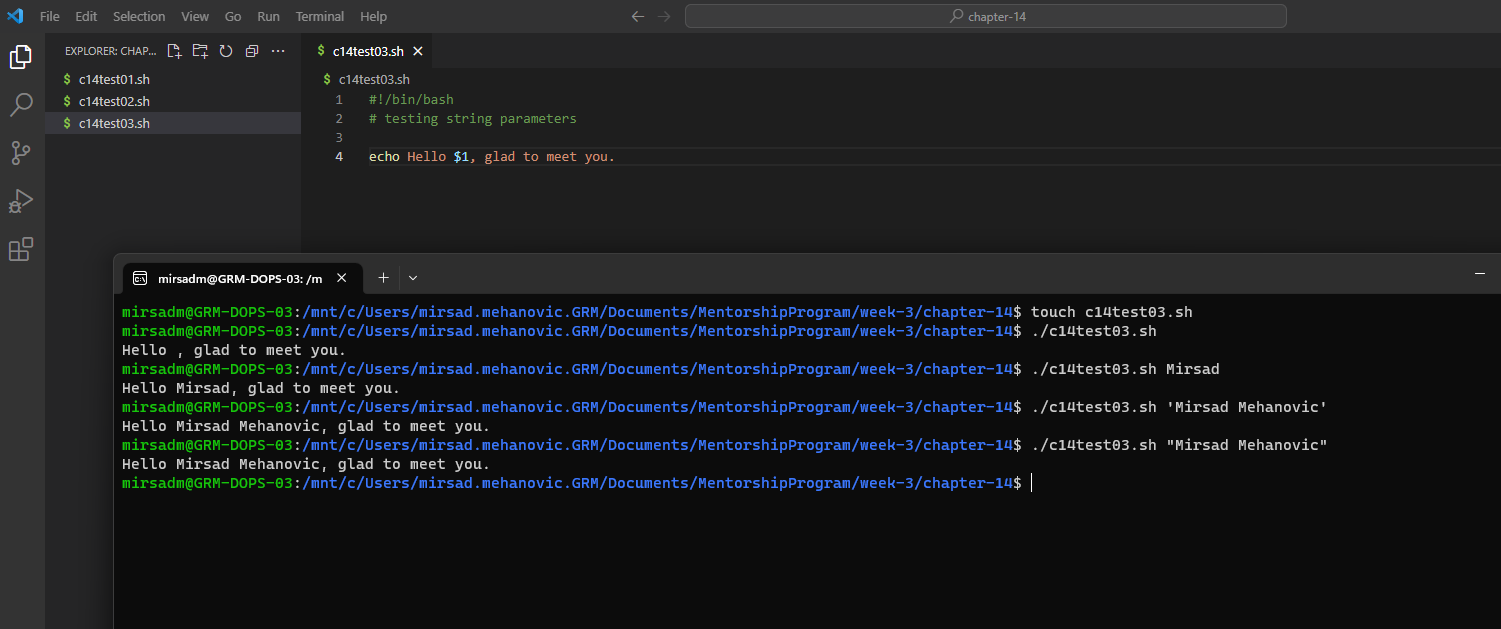 File Edit Selection View Go Run Terminal Help
chapter-14
EXPLORER: CHAP...
c14test03.sh
$ c14test01.sh
$ c14test02.sh
$ c14test03.sh
$ c14test03.sh
1 #!/bin/bash
2 # testing string parameters
3
4 echo Hello $1, glad to meet you.
mirsadm@GRM-DOPS-03: /m
mirsadm@GRM-DOPS-03:/mnt/c/Users/mirsad.mehanovic.GRM/Documents/MentorshipProgram/week-3/chapter-14$ touch c14test03.sh
mirsadm@GRM-DOPS-03:/mnt/c/Users/mirsad.mehanovic.GRM/Documents/MentorshipProgram/week-3/chapter-14$ ./c14test03.sh
Hello , glad to meet you.
mirsadm@GRM-DOPS-03:/mnt/c/Users/mirsad.mehanovic.GRM/Documents/MentorshipProgram/week-3/chapter-14$ ./c14test03.sh Mirsad
Hello Mirsad, glad to meet you.
mirsadm@GRM-DOPS-03:/mnt/c/Users/mirsad.mehanovic.GRM/Documents/MentorshipProgram/week-3/chapter-14$ ./c14test03.sh 'Mirsad Mehanovic'
Hello Mirsad Mehanovic, glad to meet you.
mirsadm@GRM-DOPS-03:/mnt/c/Users/mirsad.mehanovic.GRM/Documents/MentorshipProgram/week-3/chapter-14$ ./c14test03.sh "Mirsad Mehanovic"
Hello Mirsad Mehanovic, glad to meet you.
mirsadm@GRM-DOPS-03:/mnt/c/Users/mirsad.mehanovic.GRM/Documents/MentorshipProgram/week-3/chapter-14$